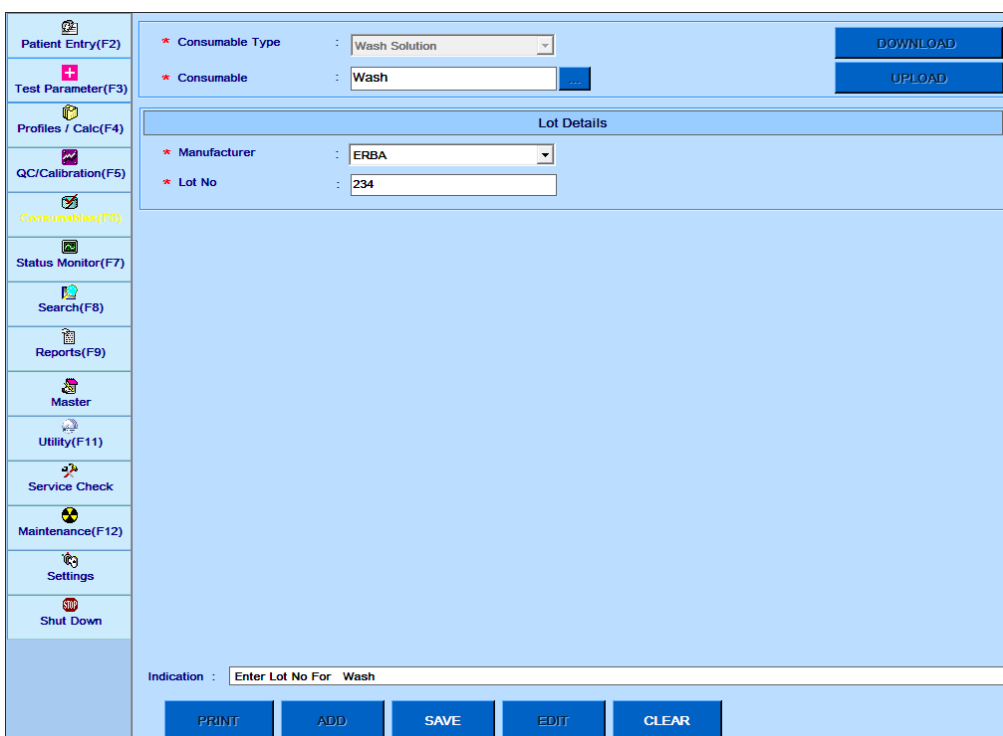 Patient Entry(F2)
Test Parameter(F3)
Profiles / Calc(F4)
QC/Calibration(F5)
Consumables(F6)
Status Monitor(F7)
Search(F8)
Reports(F9)
Master
Utility(F11)
Service Check
Maintenance(F12)
Settings
STOP
Shut Down
* Consumable Type : Wash Solution
DOWNLOAD
* Consumable : Wash ...
UPLOAD
Lot Details
* Manufacturer : ERBA
* Lot No : 234
Indication : Enter Lot No For Wash
PRINT ADD SAVE EDIT CLEAR